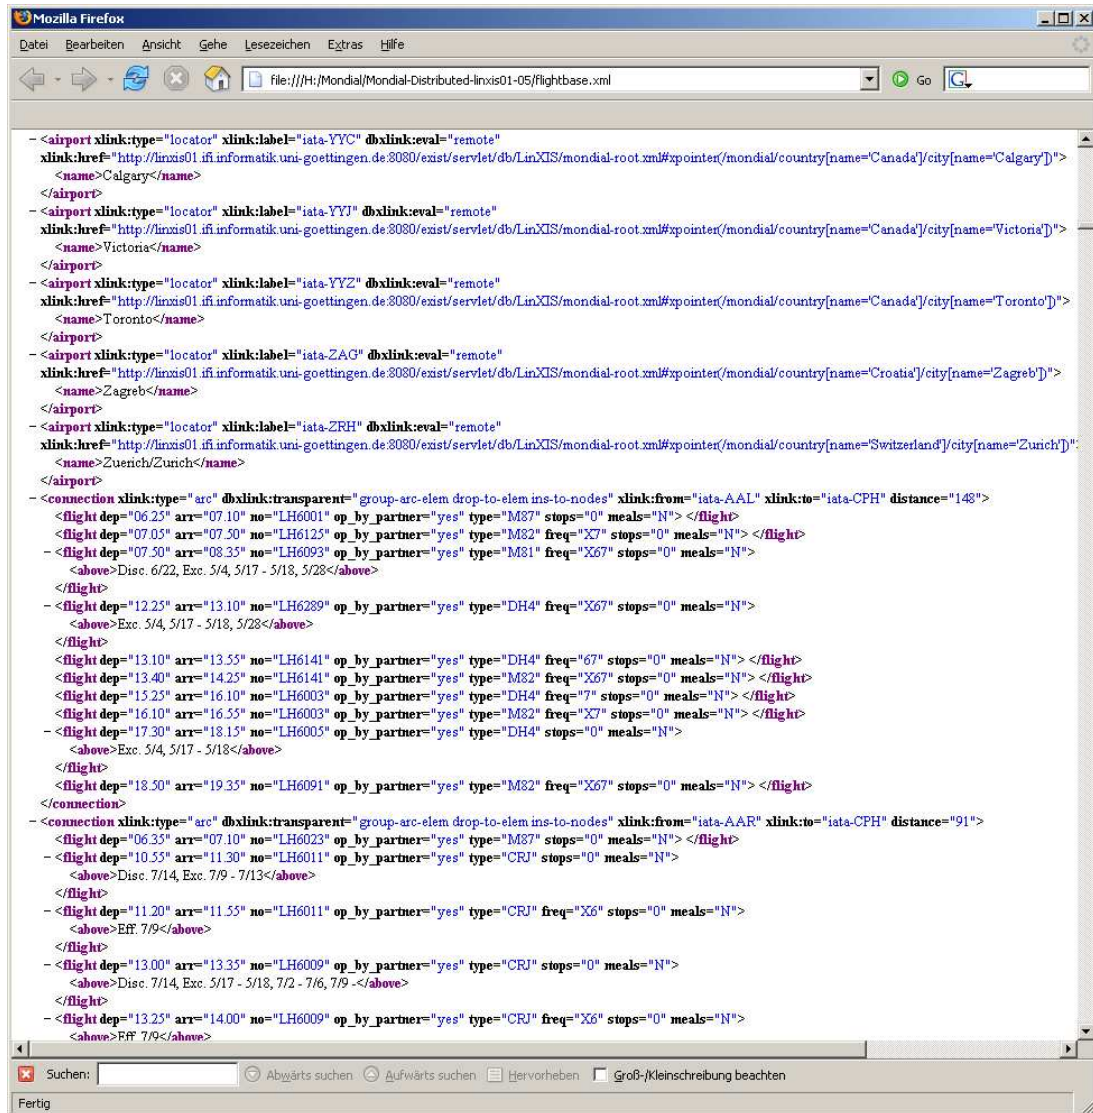 Mozilla Firefox
Datei Bearbeiten Ansicht Gehe Lesezeichen Extras Hilfe
file:///H:/Mondial/Mondial-Distributed-linxis01-05/flightbase.xml Go G
- <airport xlink:type="locator" xlink:label="iata-YYC" dbxlink:eval="remote"
xlink:href="http://linxis01.ifi.informatik.uni-goettingen.de:8080/exist/servlet/db/LinXIS/mondial-root.xml#xpointer(/mondial/country[name='Canada']/city[name='Calgary'])">
<name>Calgary</name>
</airport>
- <airport xlink:type="locator" xlink:label="iata-YYJ" dbxlink:eval="remote"
xlink:href="http://linxis01.ifi.informatik.uni-goettingen.de:8080/exist/servlet/db/LinXIS/mondial-root.xml#xpointer(/mondial/country[name='Canada']/city[name='Victoria'])">
<name>Victoria</name>
</airport>
- <airport xlink:type="locator" xlink:label="iata-YYZ" dbxlink:eval="remote"
xlink:href="http://linxis01.ifi.informatik.uni-goettingen.de:8080/exist/servlet/db/LinXIS/mondial-root.xml#xpointer(/mondial/country[name='Canada']/city[name='Toronto'])">
<name>Toronto</name>
</airport>
- <airport xlink:type="locator" xlink:label="iata-ZAG" dbxlink:eval="remote"
xlink:href="http://linxis01.ifi.informatik.uni-goettingen.de:8080/exist/servlet/db/LinXIS/mondial-root.xml#xpointer(/mondial/country[name='Croatia']/city[name='Zagreb'])">
<name>Zagreb</name>
</airport>
- <airport xlink:type="locator" xlink:label="iata-ZRH" dbxlink:eval="remote"
xlink:href="http://linxis01.ifi.informatik.uni-goettingen.de:8080/exist/servlet/db/LinXIS/mondial-root.xml#xpointer(/mondial/country[name='Switzerland']/city[name='Zurich'])"
<name>Zuerich/Zurich</name>
</airport>
- <connection xlink:type="arc" dbxlink:transparent="group-arc-elem drop-to-elem ins-to-nodes" xlink:from="iata-AAL" xlink:to="iata-CPH" distance="148">
<flight dep="06.25" arr="07.10" no="LH6001" op_by_partner="yes" type="M87" stops="0" meals="N"> </flight>
<flight dep="07.05" arr="07.50" no="LH6125" op_by_partner="yes" type="M82" freq="X7" stops="0" meals="N"> </flight>
- <flight dep="07.50" arr="08.35" no="LH6093" op_by_partner="yes" type="M81" freq="X67" stops="0" meals="N">
<above>Disc. 6/22, Exc. 5/4, 5/17 - 5/18, 5/28</above>
</flight>
- <flight dep="12.25" arr="13.10" no="LH6289" op_by_partner="yes" type="DH4" freq="X67" stops="0" meals="N">
<above>Exc. 5/4, 5/17 - 5/18, 5/28</above>
</flight>
<flight dep="13.10" arr="13.55" no="LH6141" op_by_partner="yes" type="DH4" freq="67" stops="0" meals="N"> </flight>
<flight dep="13.40" arr="14.25" no="LH6141" op_by_partner="yes" type="M82" freq="X67" stops="0" meals="N"> </flight>
<flight dep="15.25" arr="16.10" no="LH6003" op_by_partner="yes" type="DH4" freq="7" stops="0" meals="N"> </flight>
<flight dep="16.10" arr="16.55" no="LH6003" op_by_partner="yes" type="M82" freq="X7" stops="0" meals="N"> </flight>
- <flight dep="17.30" arr="18.15" no="LH6005" op_by_partner="yes" type="DH4" stops="0" meals="N">
<above>Exc. 5/4, 5/17 - 5/18</above>
</flight>
<flight dep="18.50" arr="19.35" no="LH6091" op_by_partner="yes" type="M82" freq="X67" stops="0" meals="N"> </flight>
</connection>
- <connection xlink:type="arc" dbxlink:transparent="group-arc-elem drop-to-elem ins-to-nodes" xlink:from="iata-AAR" xlink:to="iata-CPH" distance="91">
<flight dep="06.35" arr="07.10" no="LH6023" op_by_partner="yes" type="M87" stops="0" meals="N"> </flight>
- <flight dep="10.55" arr="11.30" no="LH6011" op_by_partner="yes" type="CRJ" stops="0" meals="N">
<above>Disc. 7/14, Exc. 7/9 - 7/13</above>
</flight>
- <flight dep="11.20" arr="11.55" no="LH6011" op_by_partner="yes" type="CRJ" freq="X6" stops="0" meals="N">
<above>Eff. 7/9</above>
</flight>
- <flight dep="13.00" arr="13.35" no="LH6009" op_by_partner="yes" type="CRJ" stops="0" meals="N">
<above>Disc. 7/14, Exc. 5/17 - 5/18, 7/2 - 7/6, 7/9 -</above>
</flight>
- <flight dep="13.25" arr="14.00" no="LH6009" op_by_partner="yes" type="CRJ" freq="X6" stops="0" meals="N">
<above>Eff. 7/9</above>
Suchen: Abwärts suchen Aufwärts suchen Hervorheben Groß-/Kleinschreibung beachten
Fertig